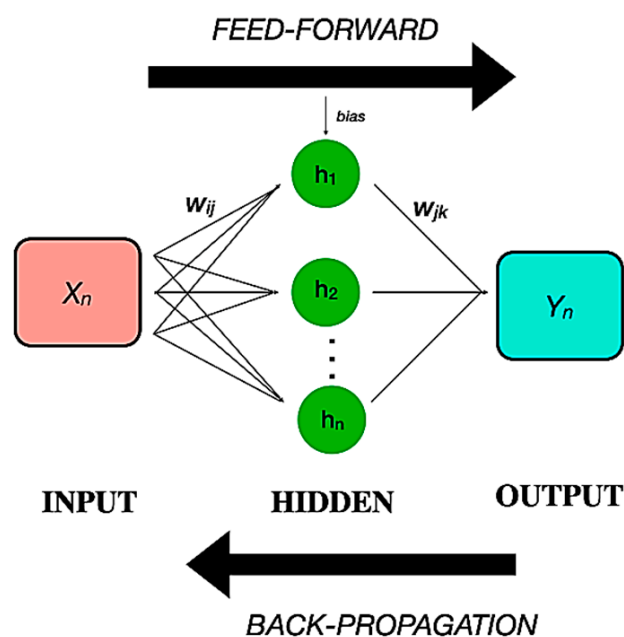 FEED-FORWARD
bias
h1
Wij
Wjk
Xn
h2
Yn
hn
INPUT
HIDDEN
OUTPUT
BACK-PROPAGATION